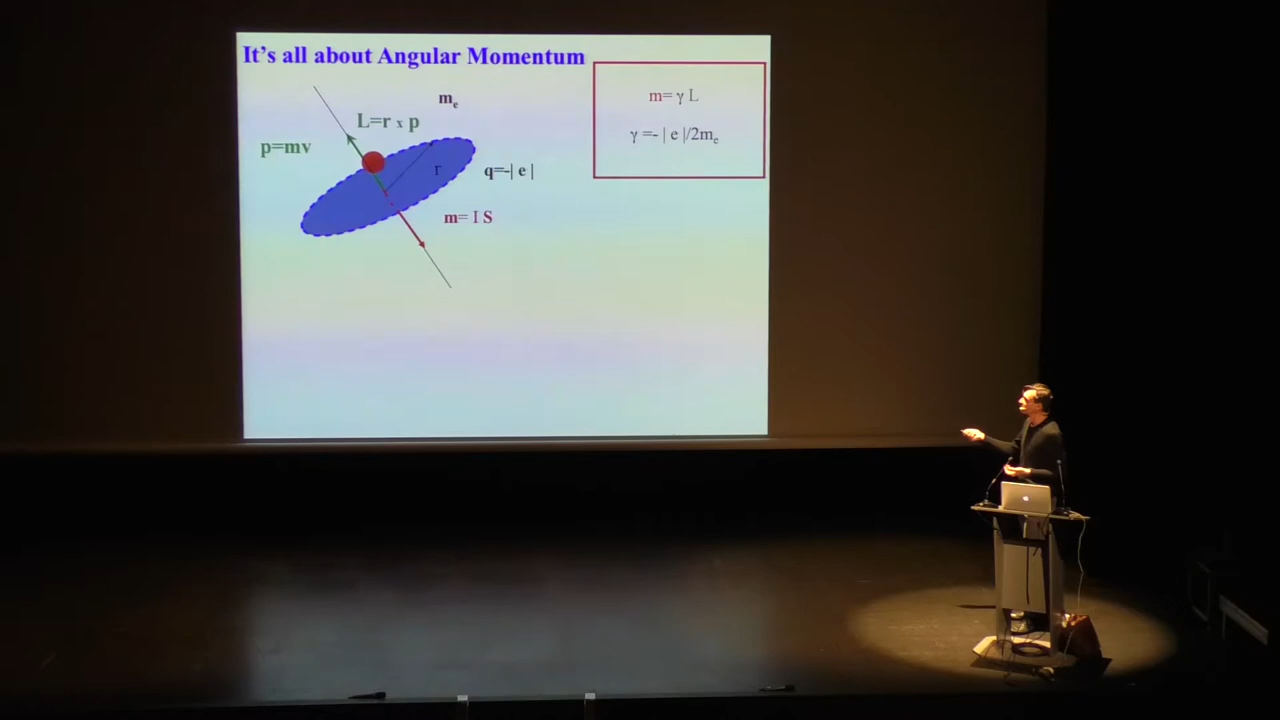 It's all about Angular Momentum
mₑ
L=r x p
p=mv
r
q=-| e |
m= I S
m= γ L
γ =- | e |/2mₑ